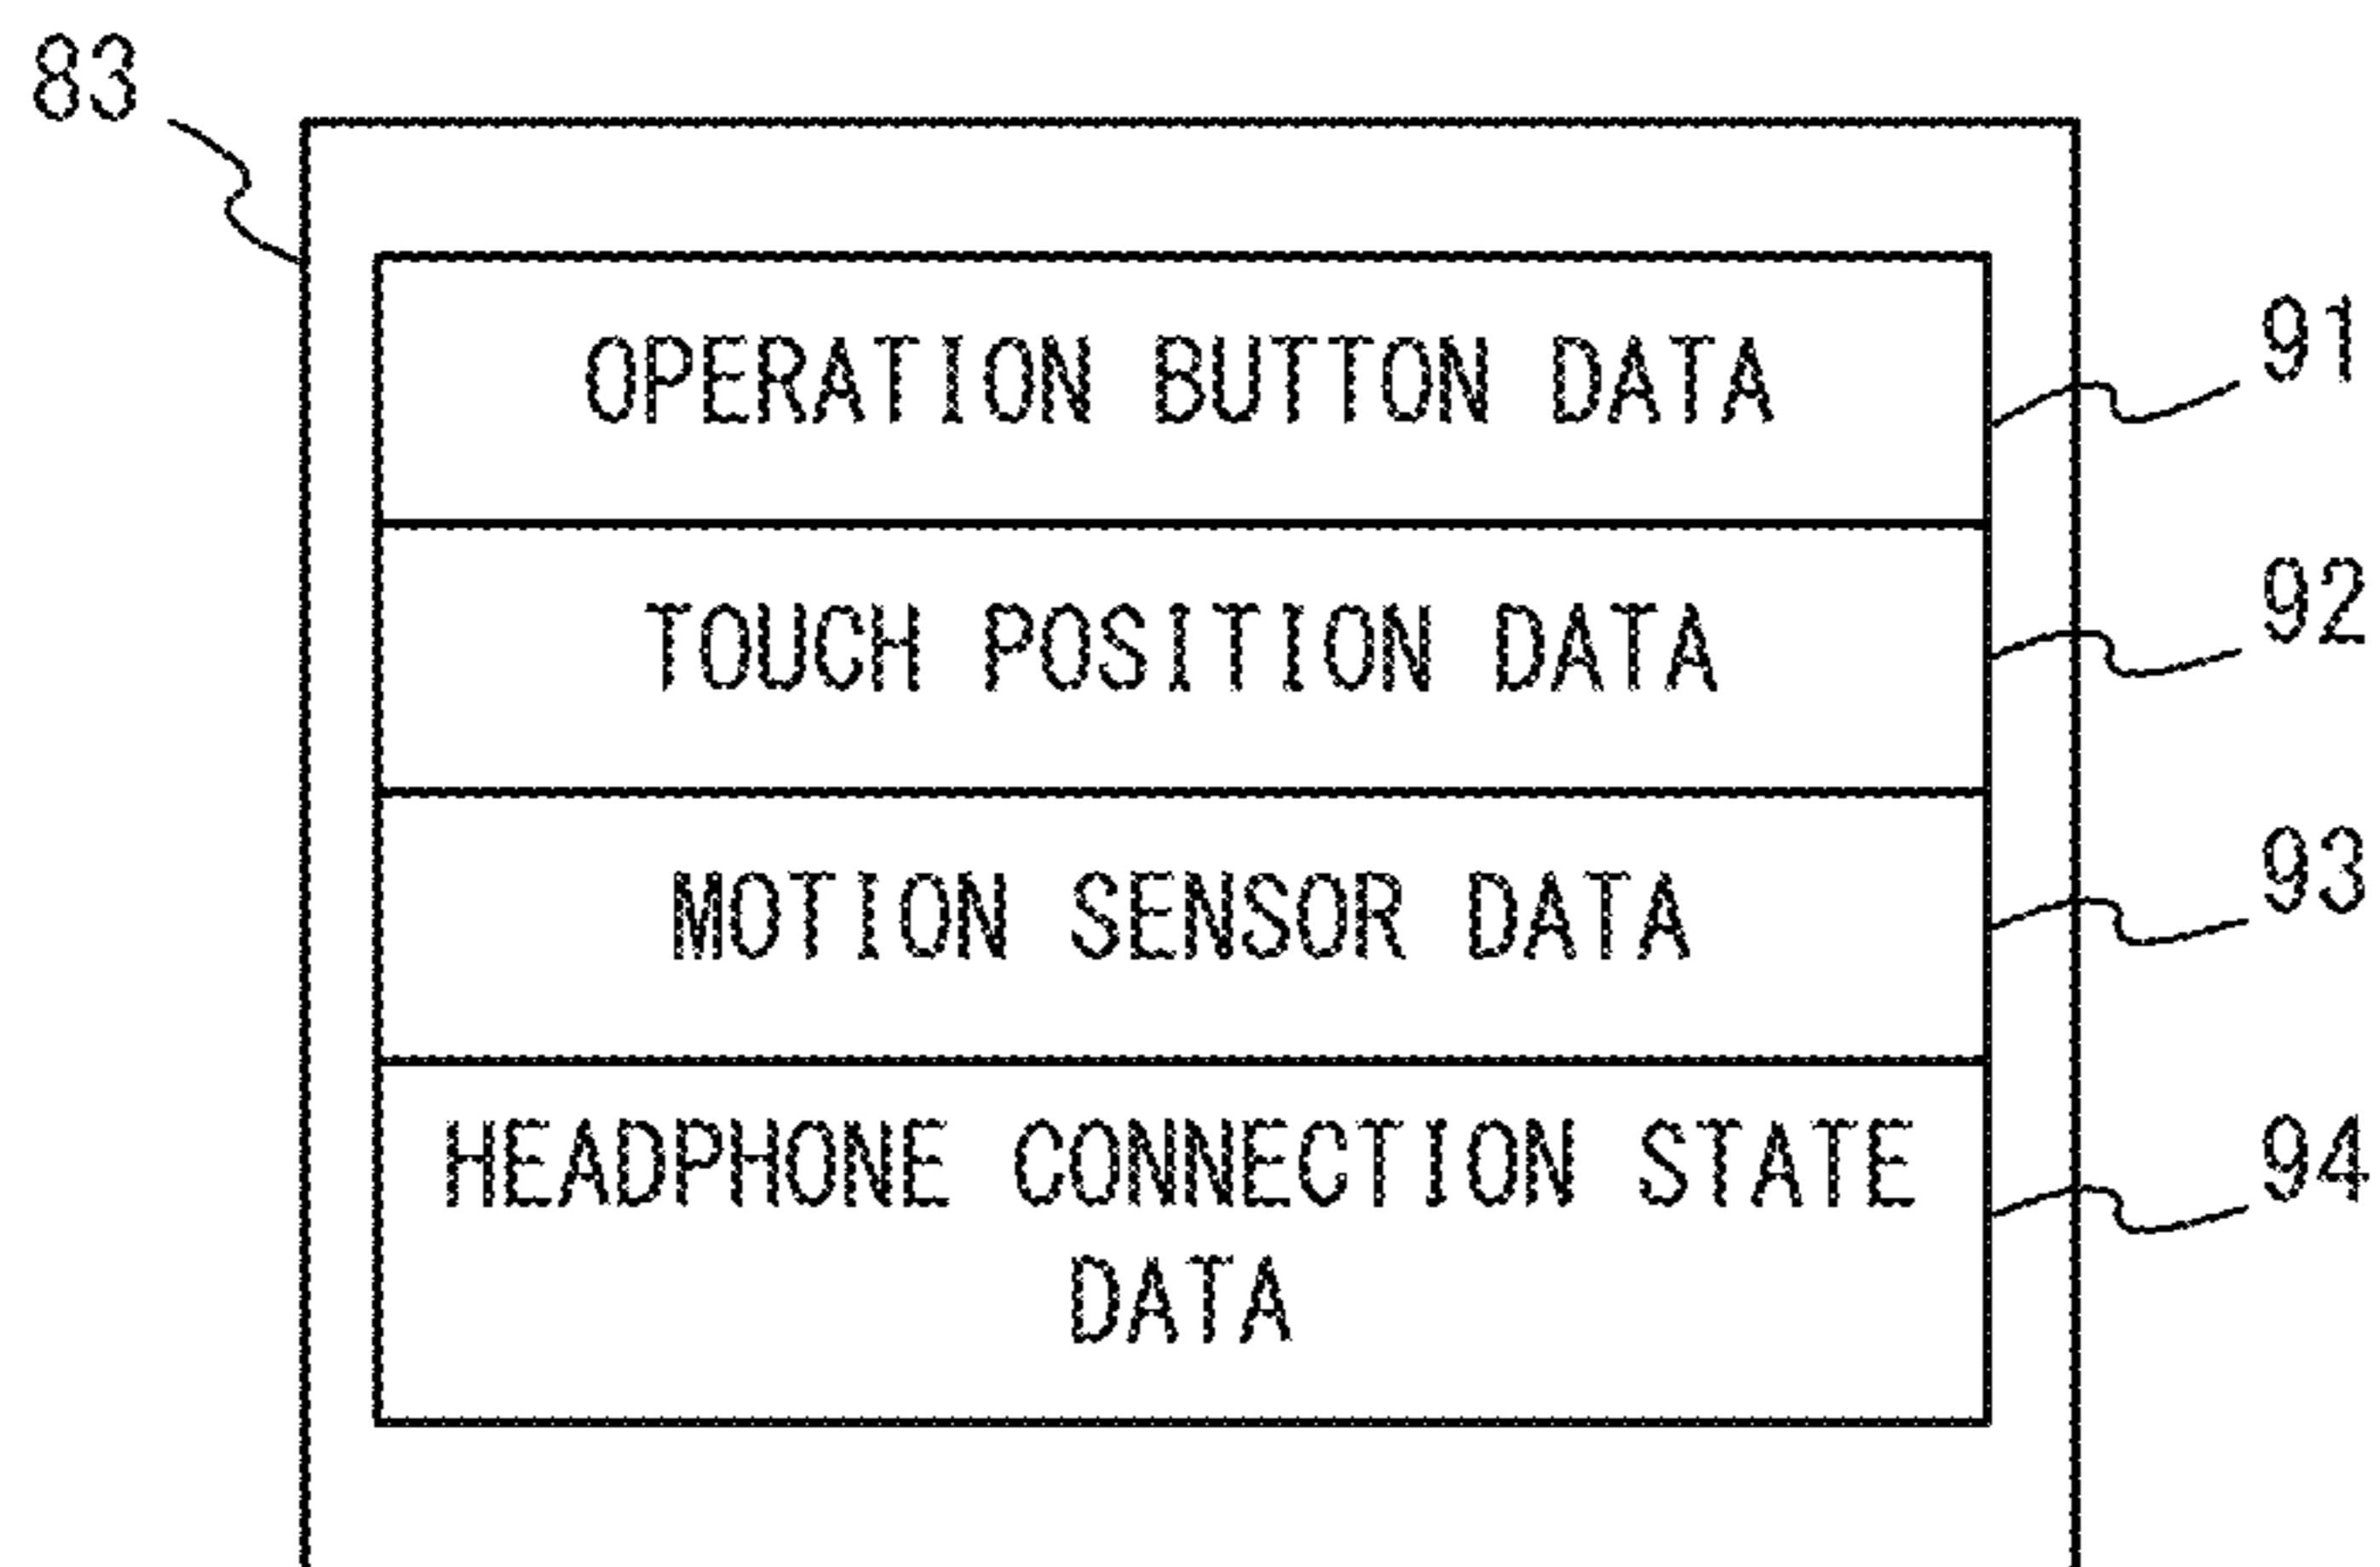 83
OPERATION BUTTON DATA
91
TOUCH POSITION DATA
92
MOTION SENSOR DATA
93
HEADPHONE CONNECTION STATE
DATA
94